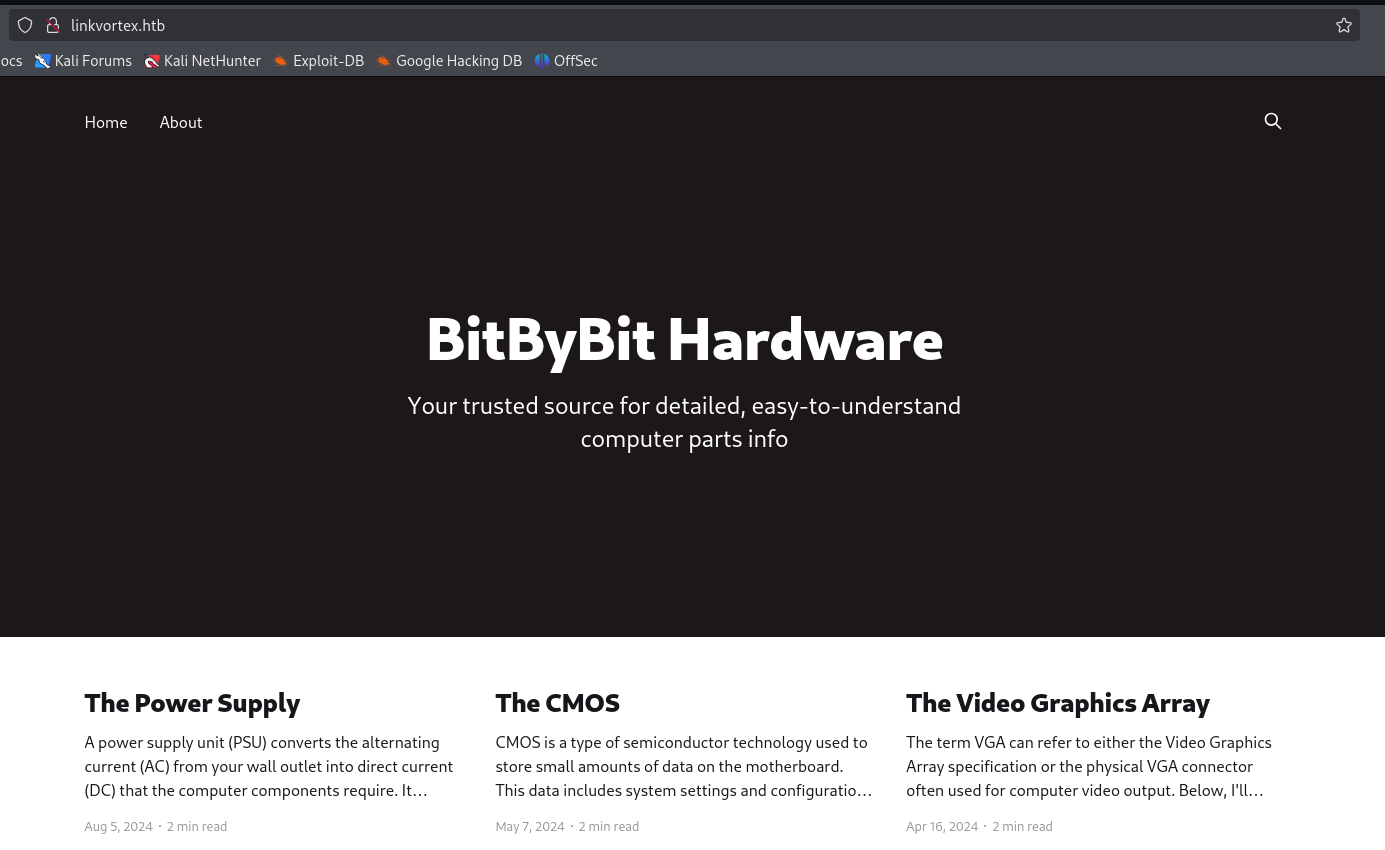 linkvortex.htb
ocs Kali Forums Kali NetHunter Exploit-DB Google Hacking DB OffSec
Home About
BitByBit Hardware
Your trusted source for detailed, easy-to-understand
computer parts info
The Power Supply
A power supply unit (PSU) converts the alternating
current (AC) from your wall outlet into direct current
(DC) that the computer components require. It…
Aug 5, 2024 · 2 min read
The CMOS
CMOS is a type of semiconductor technology used to
store small amounts of data on the motherboard.
This data includes system settings and configuratio…
May 7, 2024 · 2 min read
The Video Graphics Array
The term VGA can refer to either the Video Graphics
Array specification or the physical VGA connector
often used for computer video output. Below, I'll…
Apr 16, 2024 · 2 min read